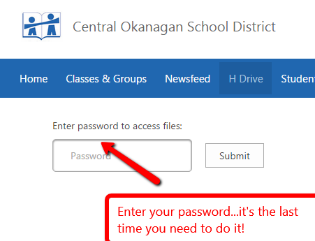 Central Okanagan School District
Home Classes & Groups Newsfeed H Drive Student
Enter password to access files:
Password Submit
Enter your password...it's the last
time you need to do it!